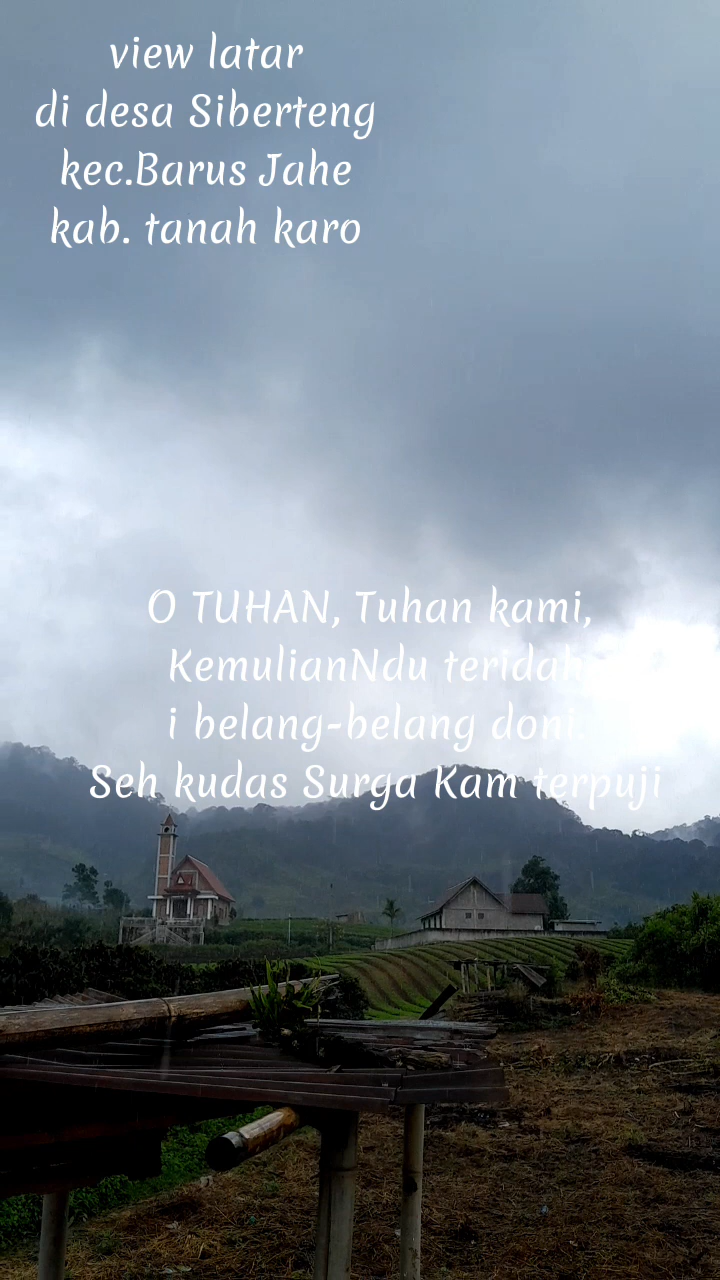 view latar
di desa Siberteng
kec.Barus Jahe
kab. tanah karo
O TUHAN, Tuhan kami,
KemulianNdu teridah
i belang-belang doni.
Seh kudas Surga Kam terpuji